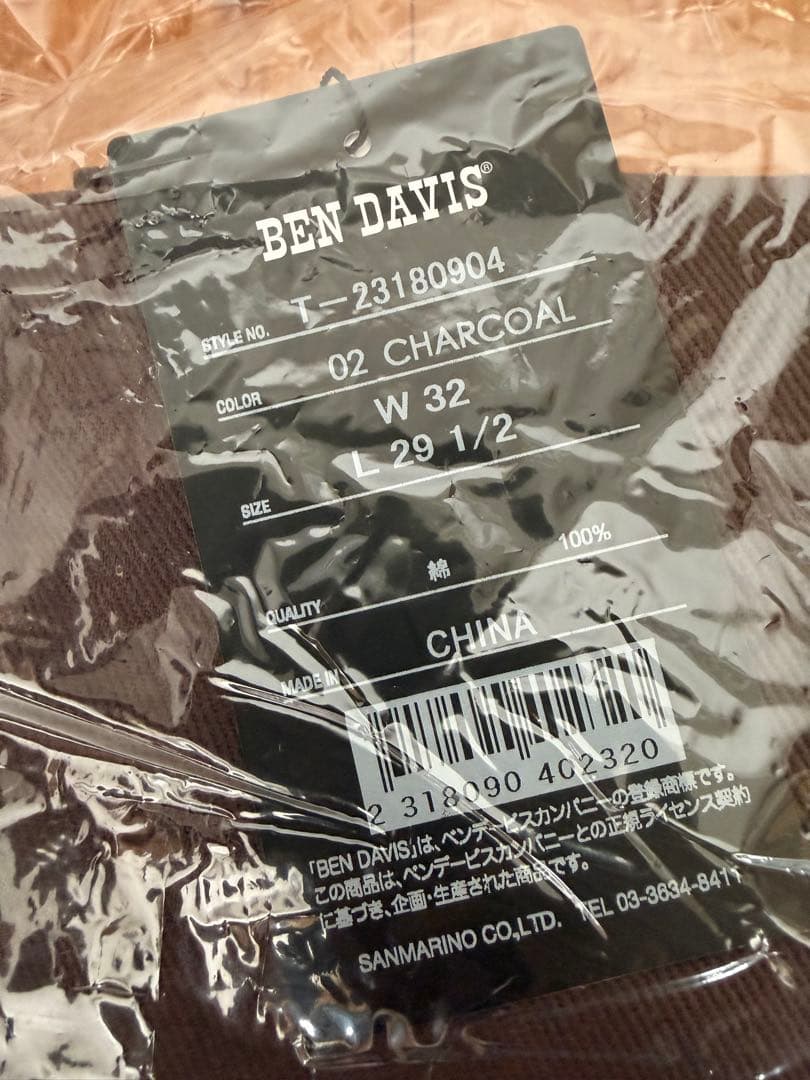 BEN DAVIS®
STYLE NO. T-23180904
COLOR 02 CHARCOAL
W 32
SIZE L 29 1/2
QUALITY 綿 100%
MADE IN CHINA
2 318090 402320
「BEN DAVIS」は、ベンデービスカンパニーの登録商標です。
この商品は、ベンデービスカンパニーとの正規ライセンス契約
に基づき、企画・生産された商品です。
SANMARINO CO.,LTD. TEL 03-3634-8411